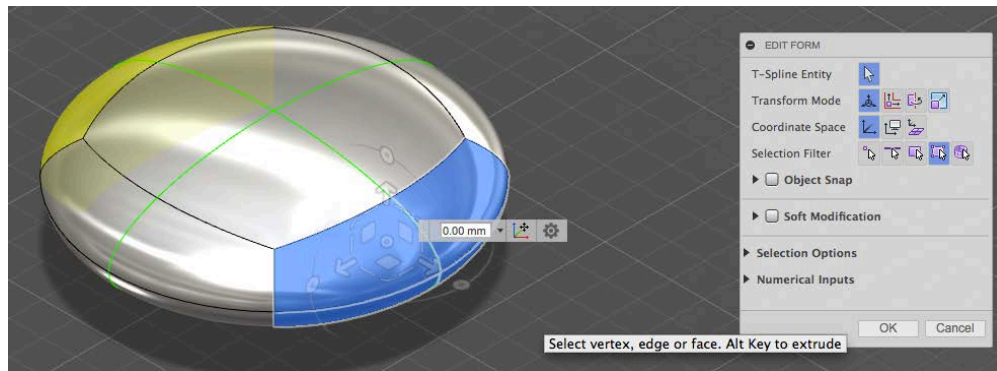 EDIT FORM
T-Spline Entity
Transform Mode
Coordinate Space
Selection Filter
Object Snap
Soft Modification
0.00 mm
Selection Options
Numerical Inputs
OK Cancel
Select vertex, edge or face. Alt Key to extrude